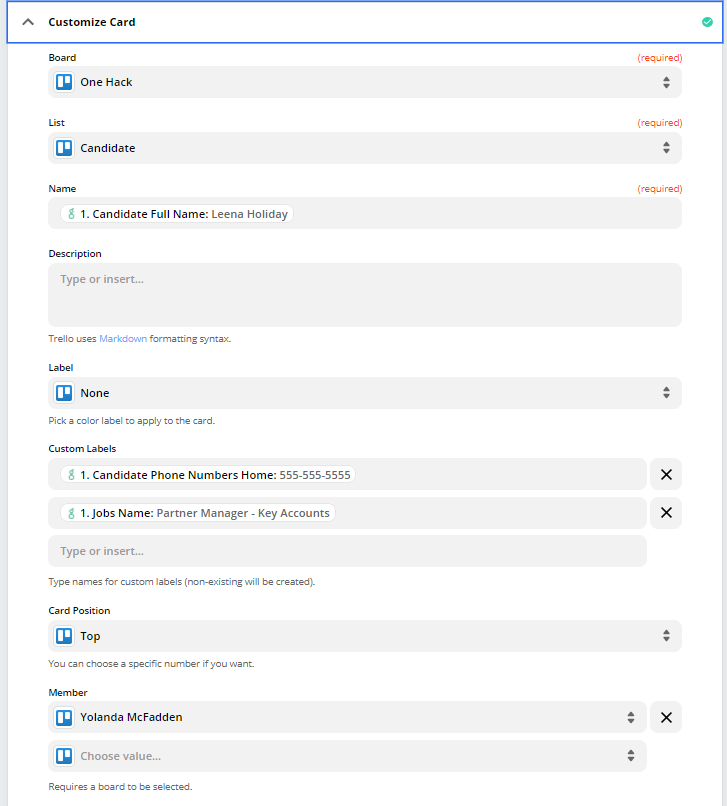 Customize Card
Board (required)
One Hack
List (required)
Candidate
Name (required)
1. Candidate Full Name: Leena Holiday
Description
Type or insert...
Trello uses Markdown formatting syntax.
Label
None
Pick a color label to apply to the card.
Custom Labels
1. Candidate Phone Numbers Home: 555-555-5555
1. Jobs Name: Partner Manager - Key Accounts
Type or insert...
Type names for custom labels (non-existing will be created).
Card Position
Top
You can choose a specific number if you want.
Member
Yolanda McFadden
Choose value...
Requires a board to be selected.